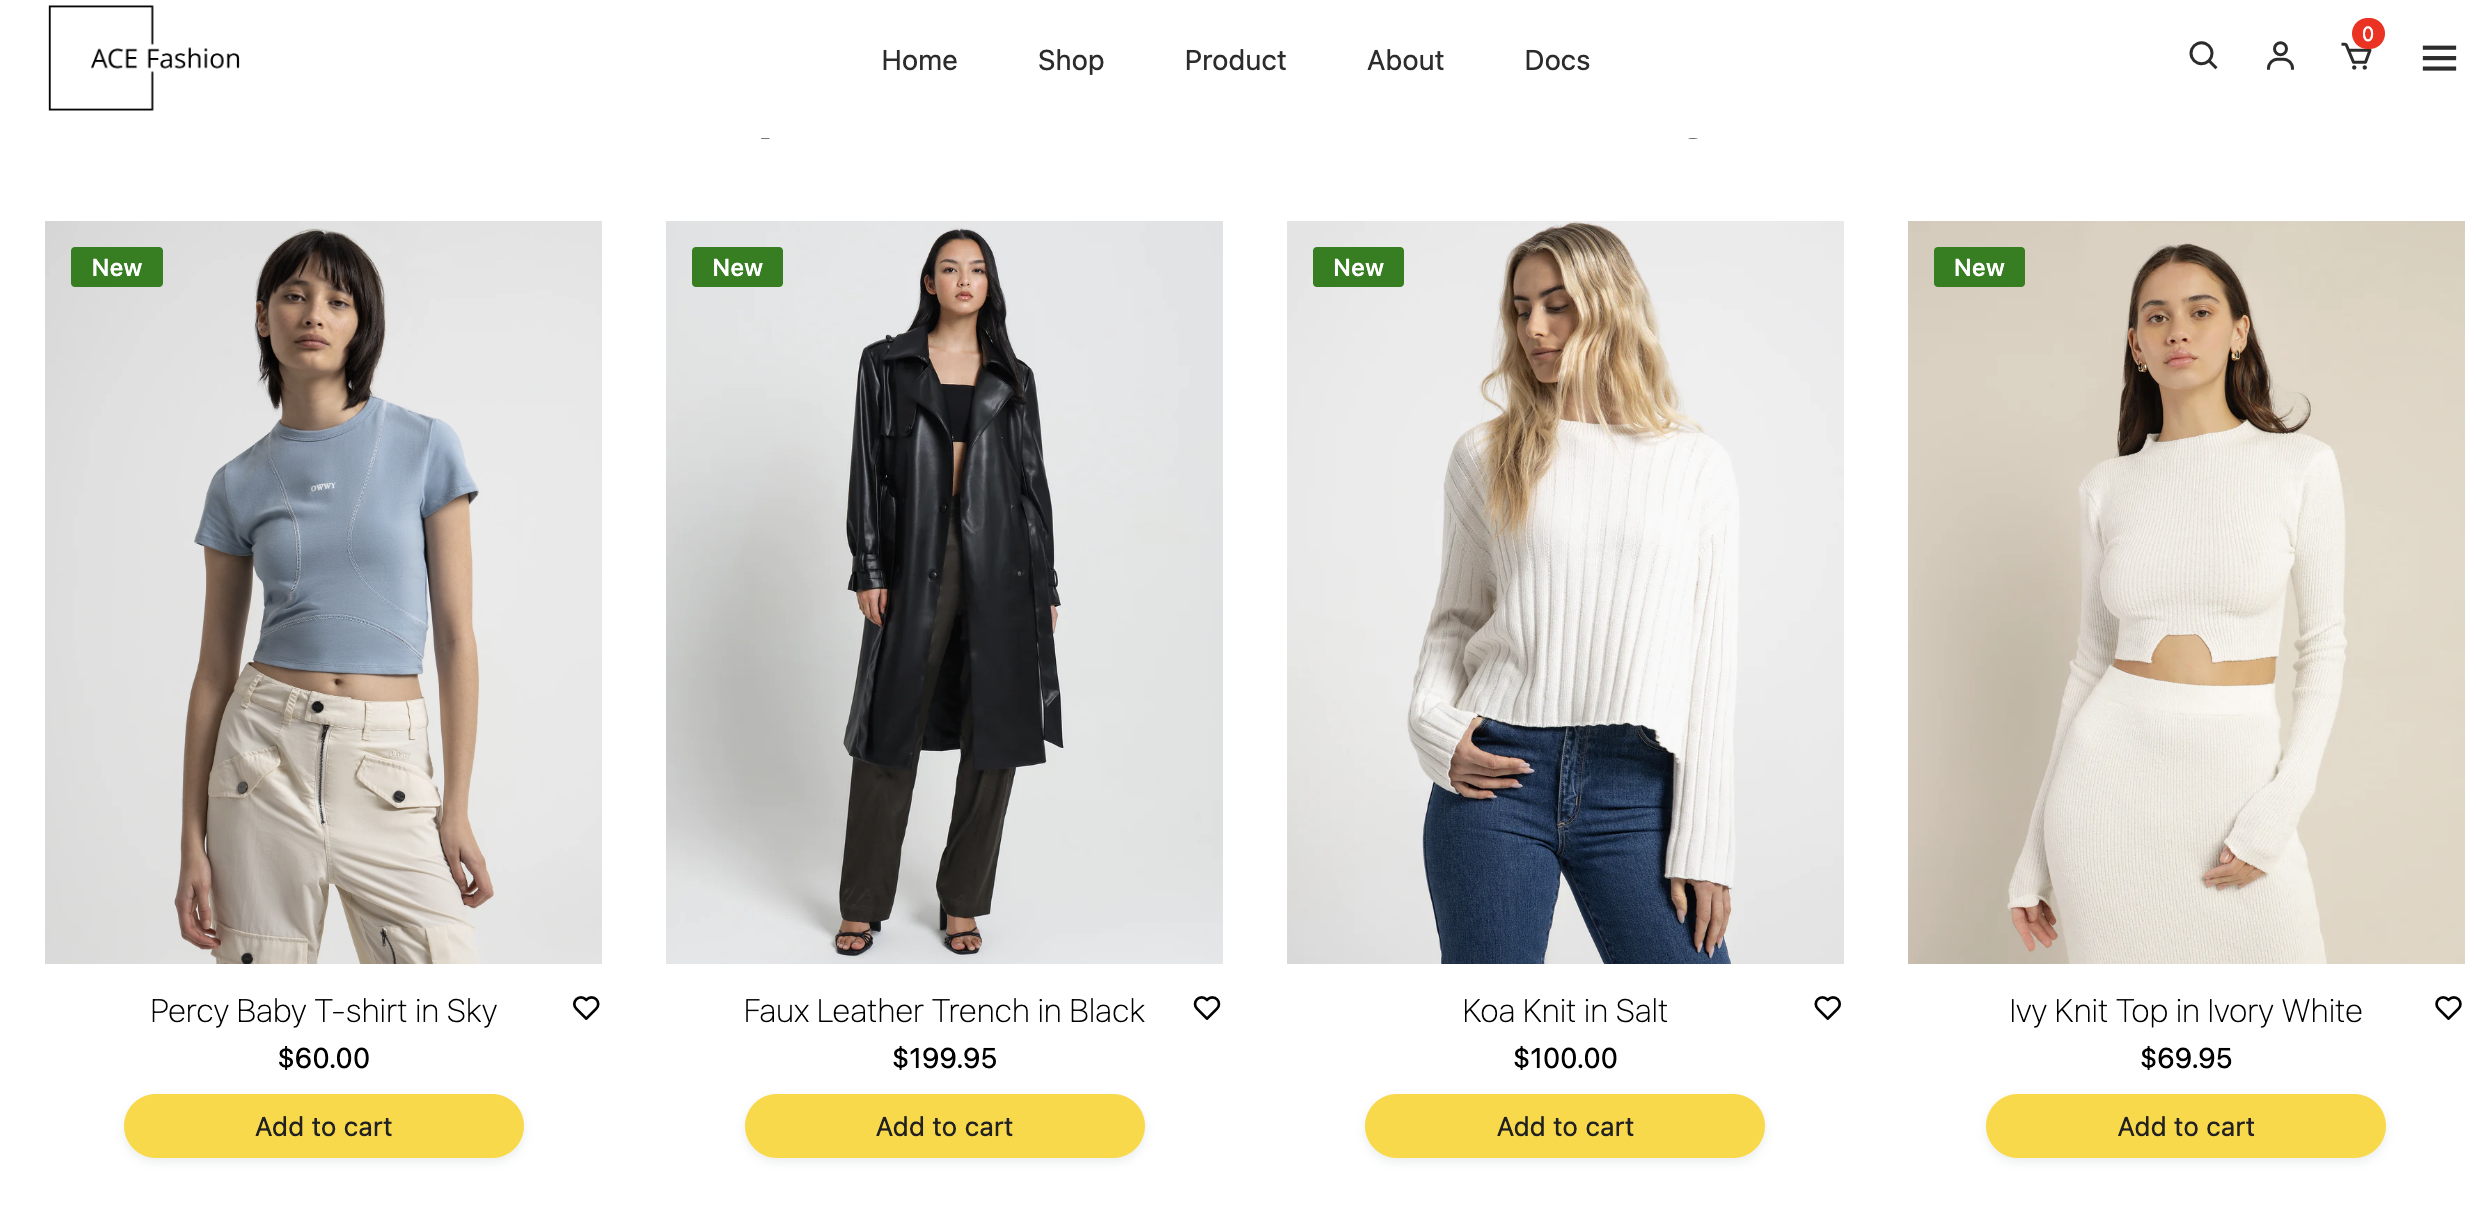 ACE Fashion
Home Shop Product About Docs
0
New
New
New
New
OWWY
Percy Baby T-shirt in Sky
$60.00
Add to cart
Faux Leather Trench in Black
$199.95
Add to cart
Koa Knit in Salt
$100.00
Add to cart
Ivy Knit Top in Ivory White
$69.95
Add to cart